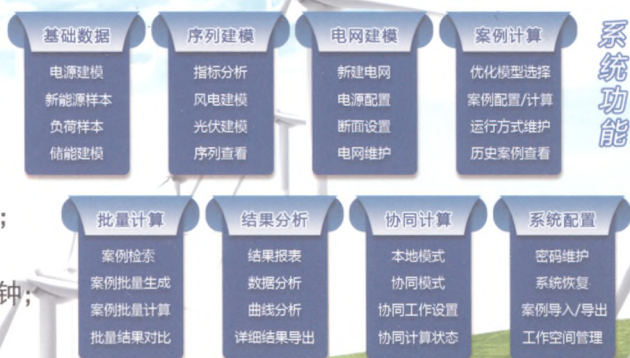 系统功能
基础数据
电源建模
新能源样本
负荷样本
储能建模
序列建模
指标分析
风电建模
光伏建模
序列查看
电网建模
新建电网
电源配置
断面设置
电网维护
案例计算
优化模型选择
案例配置/计算
运行方式维护
历史案例查看
批量计算
案例检索
案例批量生成
案例批量计算
批量结果对比
结果分析
结果报表
数据分析
曲线分析
详细结果导出
协同计算
本地模式
协同模式
协同工作设置
协同计算状态
系统配置
密码维护
系统恢复
案例导入/导出
工作空间管理
；
钟；